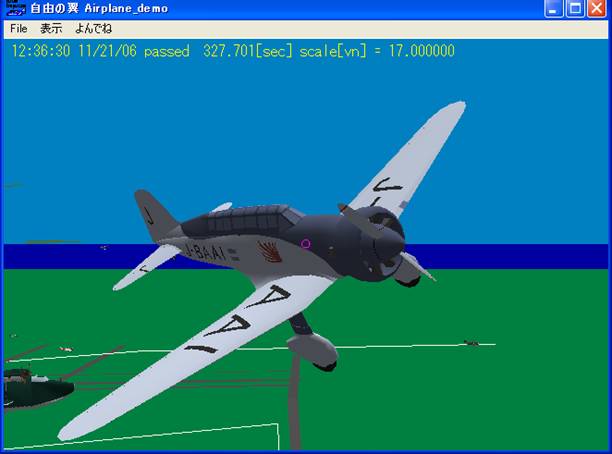 自由の翼 Airplane_demo
File 表示 よんでね
12:36:30 11/21/06 passed 327.701[sec] scale[vn] = 17.000000
J
J-BAAI
J
A A I